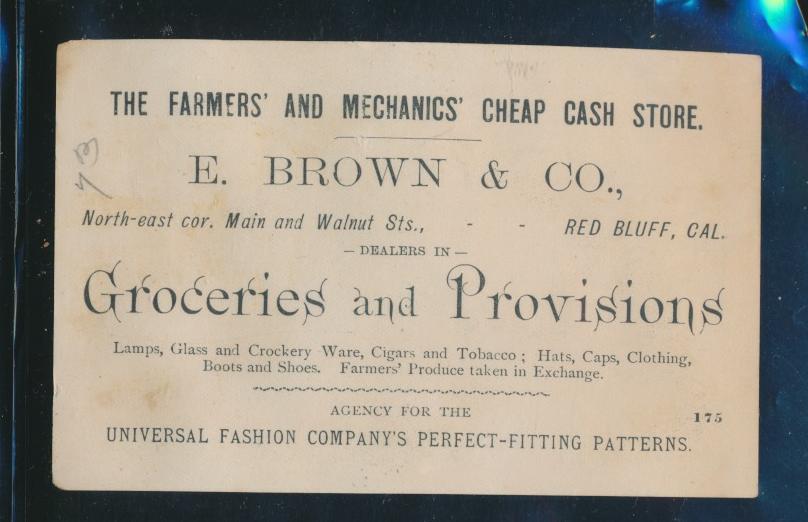 THE FARMERS' AND MECHANICS' CHEAP CASH STORE.
E. BROWN & CO.,
North-east cor. Main and Walnut Sts., - - RED BLUFF, CAL.
— DEALERS IN —
Groceries and Provisions
Lamps, Glass and Crockery Ware, Cigars and Tobacco; Hats, Caps, Clothing,
Boots and Shoes. Farmers' Produce taken in Exchange.
AGENCY FOR THE
175
UNIVERSAL FASHION COMPANY'S PERFECT-FITTING PATTERNS.